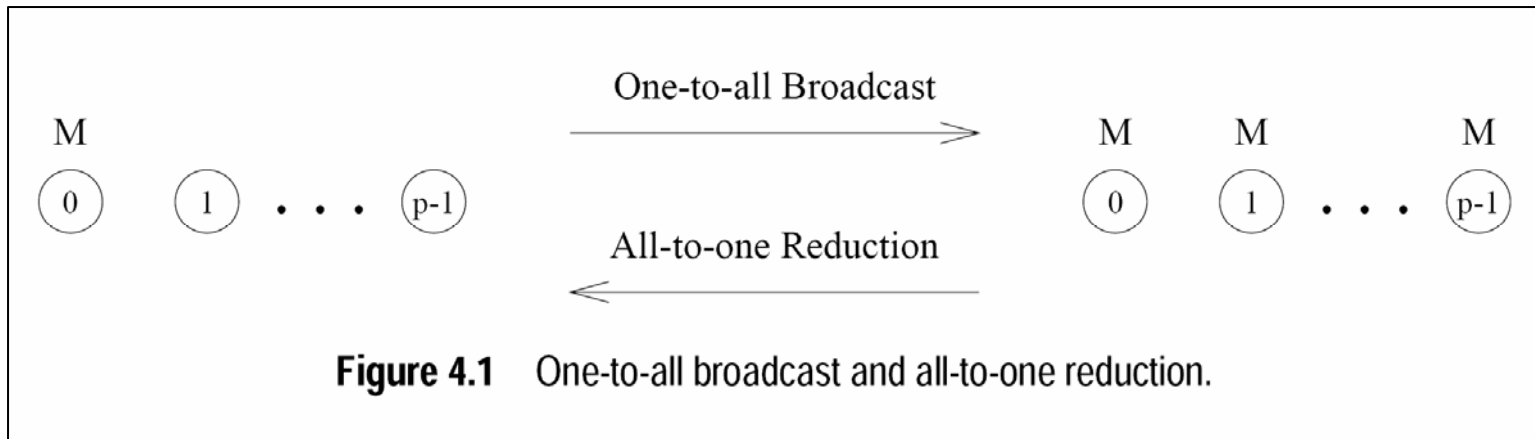 One-to-all Broadcast
M M M M
0 1 . . . p-1 0 1 . . . p-1
All-to-one Reduction
Figure 4.1 One-to-all broadcast and all-to-one reduction.